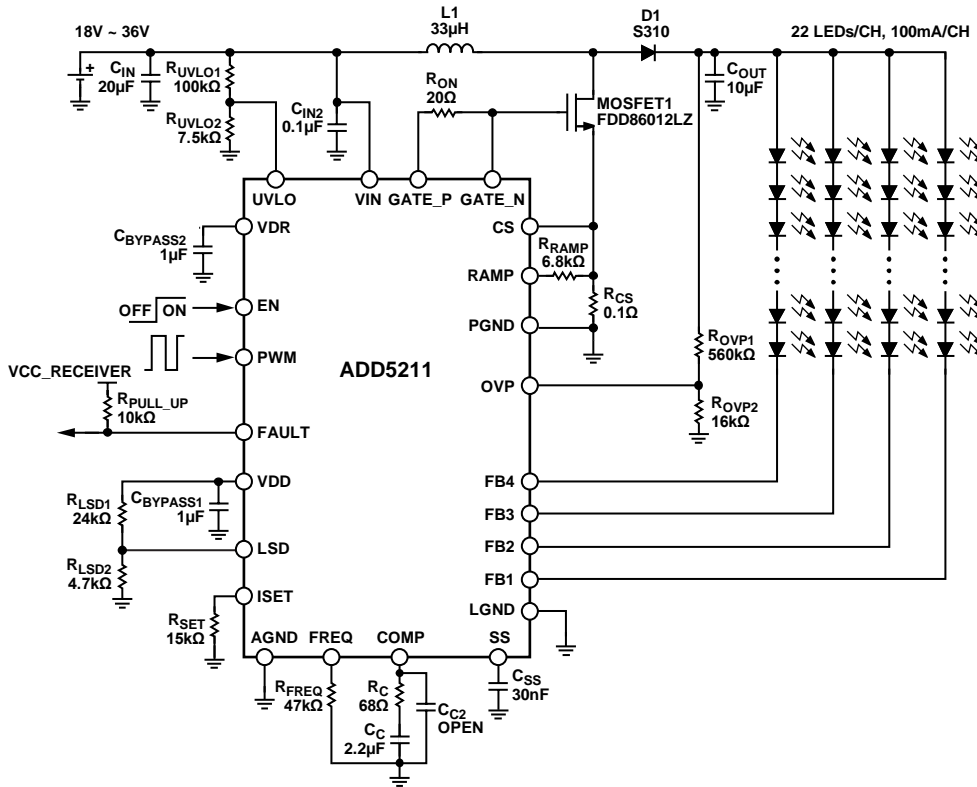 L1
33µH
D1
S310
18V ~ 36V
22 LEDs/CH, 100mA/CH
+
CIN
20µF
RUVLO1
100kΩ
RUVLO2
7.5kΩ
CIN2
0.1µF
RON
20Ω
MOSFET1
FDD86012LZ
COUT
10µF
UVLO
VIN
GATE_P
GATE_N
VDR
CS
CBYPASS2
1µF
RRAMP
6.8kΩ
RAMP
RCS
0.1Ω
OFF
ON
EN
PGND
PWM
ADD5211
ROVP1
560kΩ
VCC_RECEIVER
RPULL_UP
10kΩ
OVP
ROVP2
16kΩ
FAULT
VDD
FB4
RLSD1
24kΩ
CBYPASS1
1µF
FB3
LSD
FB2
RLSD2
4.7kΩ
FB1
ISET
RSET
15kΩ
LGND
AGND
FREQ
COMP
SS
RFREQ
47kΩ
RC
68Ω
CC
2.2µF
CC2
OPEN
CSS
30nF